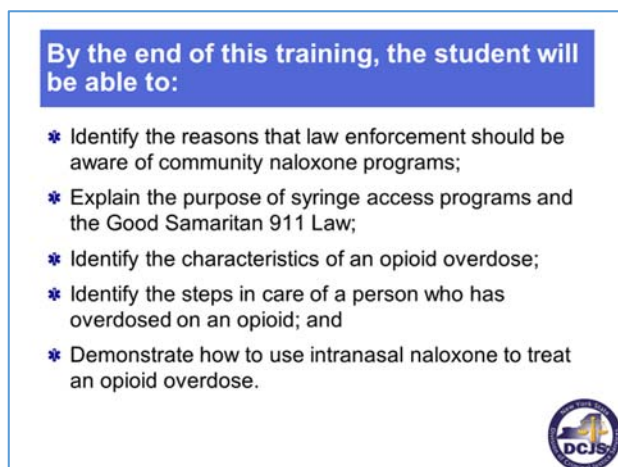 By the end of this training, the student will
be able to:
Identify the reasons that law enforcement should be
aware of community naloxone programs;
Explain the purpose of syringe access programs and
the Good Samaritan 911 Law;
Identify the characteristics of an opioid overdose;
Identify the steps in care of a person who has
overdosed on an opioid; and
Demonstrate how to use intranasal naloxone to treat
an opioid overdose.
New York State
DCJS